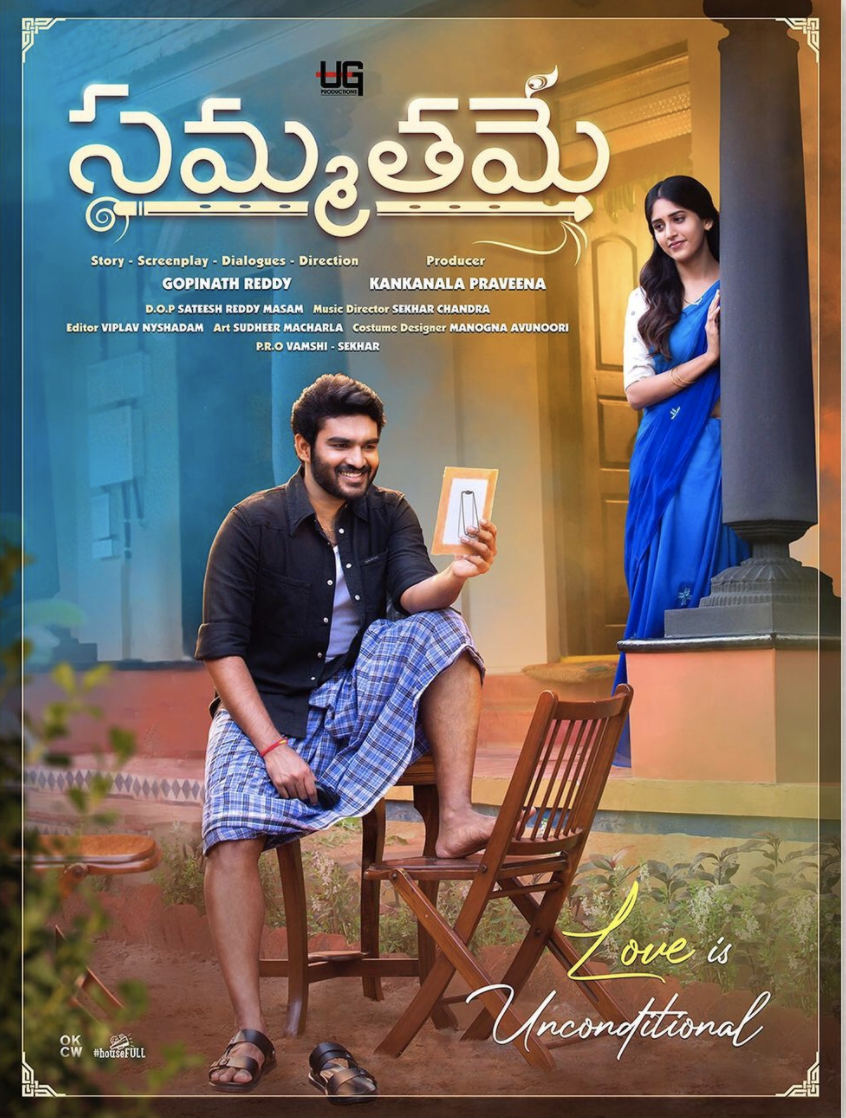 UG
PRODUCTIONS
సమ్మతమే
Story - Screenplay - Dialogues - Direction
GOPINATH REDDY
Producer
KANKANALA PRAVEENA
D.O.P SATEESH REDDY MASAM Music Director SEKHAR CHANDRA
Editor VIPLAV NYSHADAM Art SUDHEER MACHARLA Costume Designer MANOGNA AVUNOORI
P.R.O VAMSHI - SEKHAR
Love is
Unconditional
OK
CW
#houseFULL